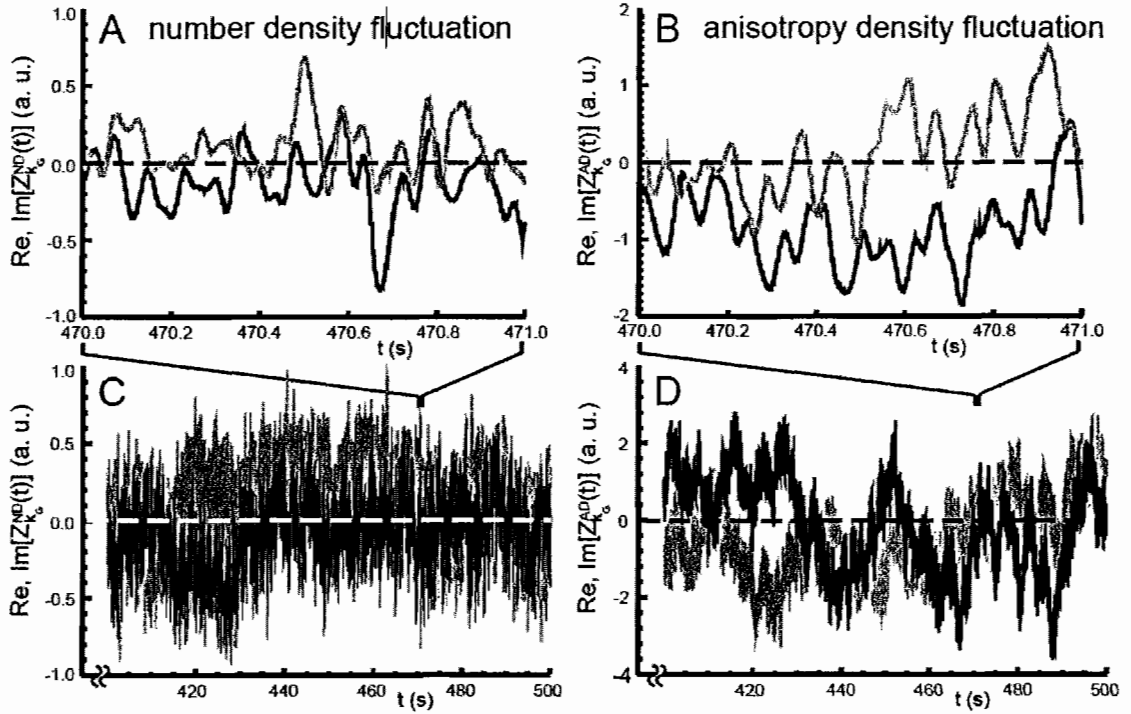 A number density fluctuation
Re, Im[Z^ND_kG(t)] (a. u.)
1.0
0.5
0.0
-0.5
-1.0
470.0 470.2 470.4 470.6 470.8 471.0
t (s)
B anisotropy density fluctuation
Re, Im[Z^AD_kG(t)] (a. u.)
2
1
0
-1
-2
470.0 470.2 470.4 470.6 470.8 471.0
t (s)
C
Re, Im[Z^ND_kG(t)] (a. u.)
1.0
0.5
0.0
-0.5
-1.0
420 440 460 480 500
t (s)
D
Re, Im[Z^AD_kG(t)] (a. u.)
4
2
0
-2
-4
420 440 460 480 500
t (s)